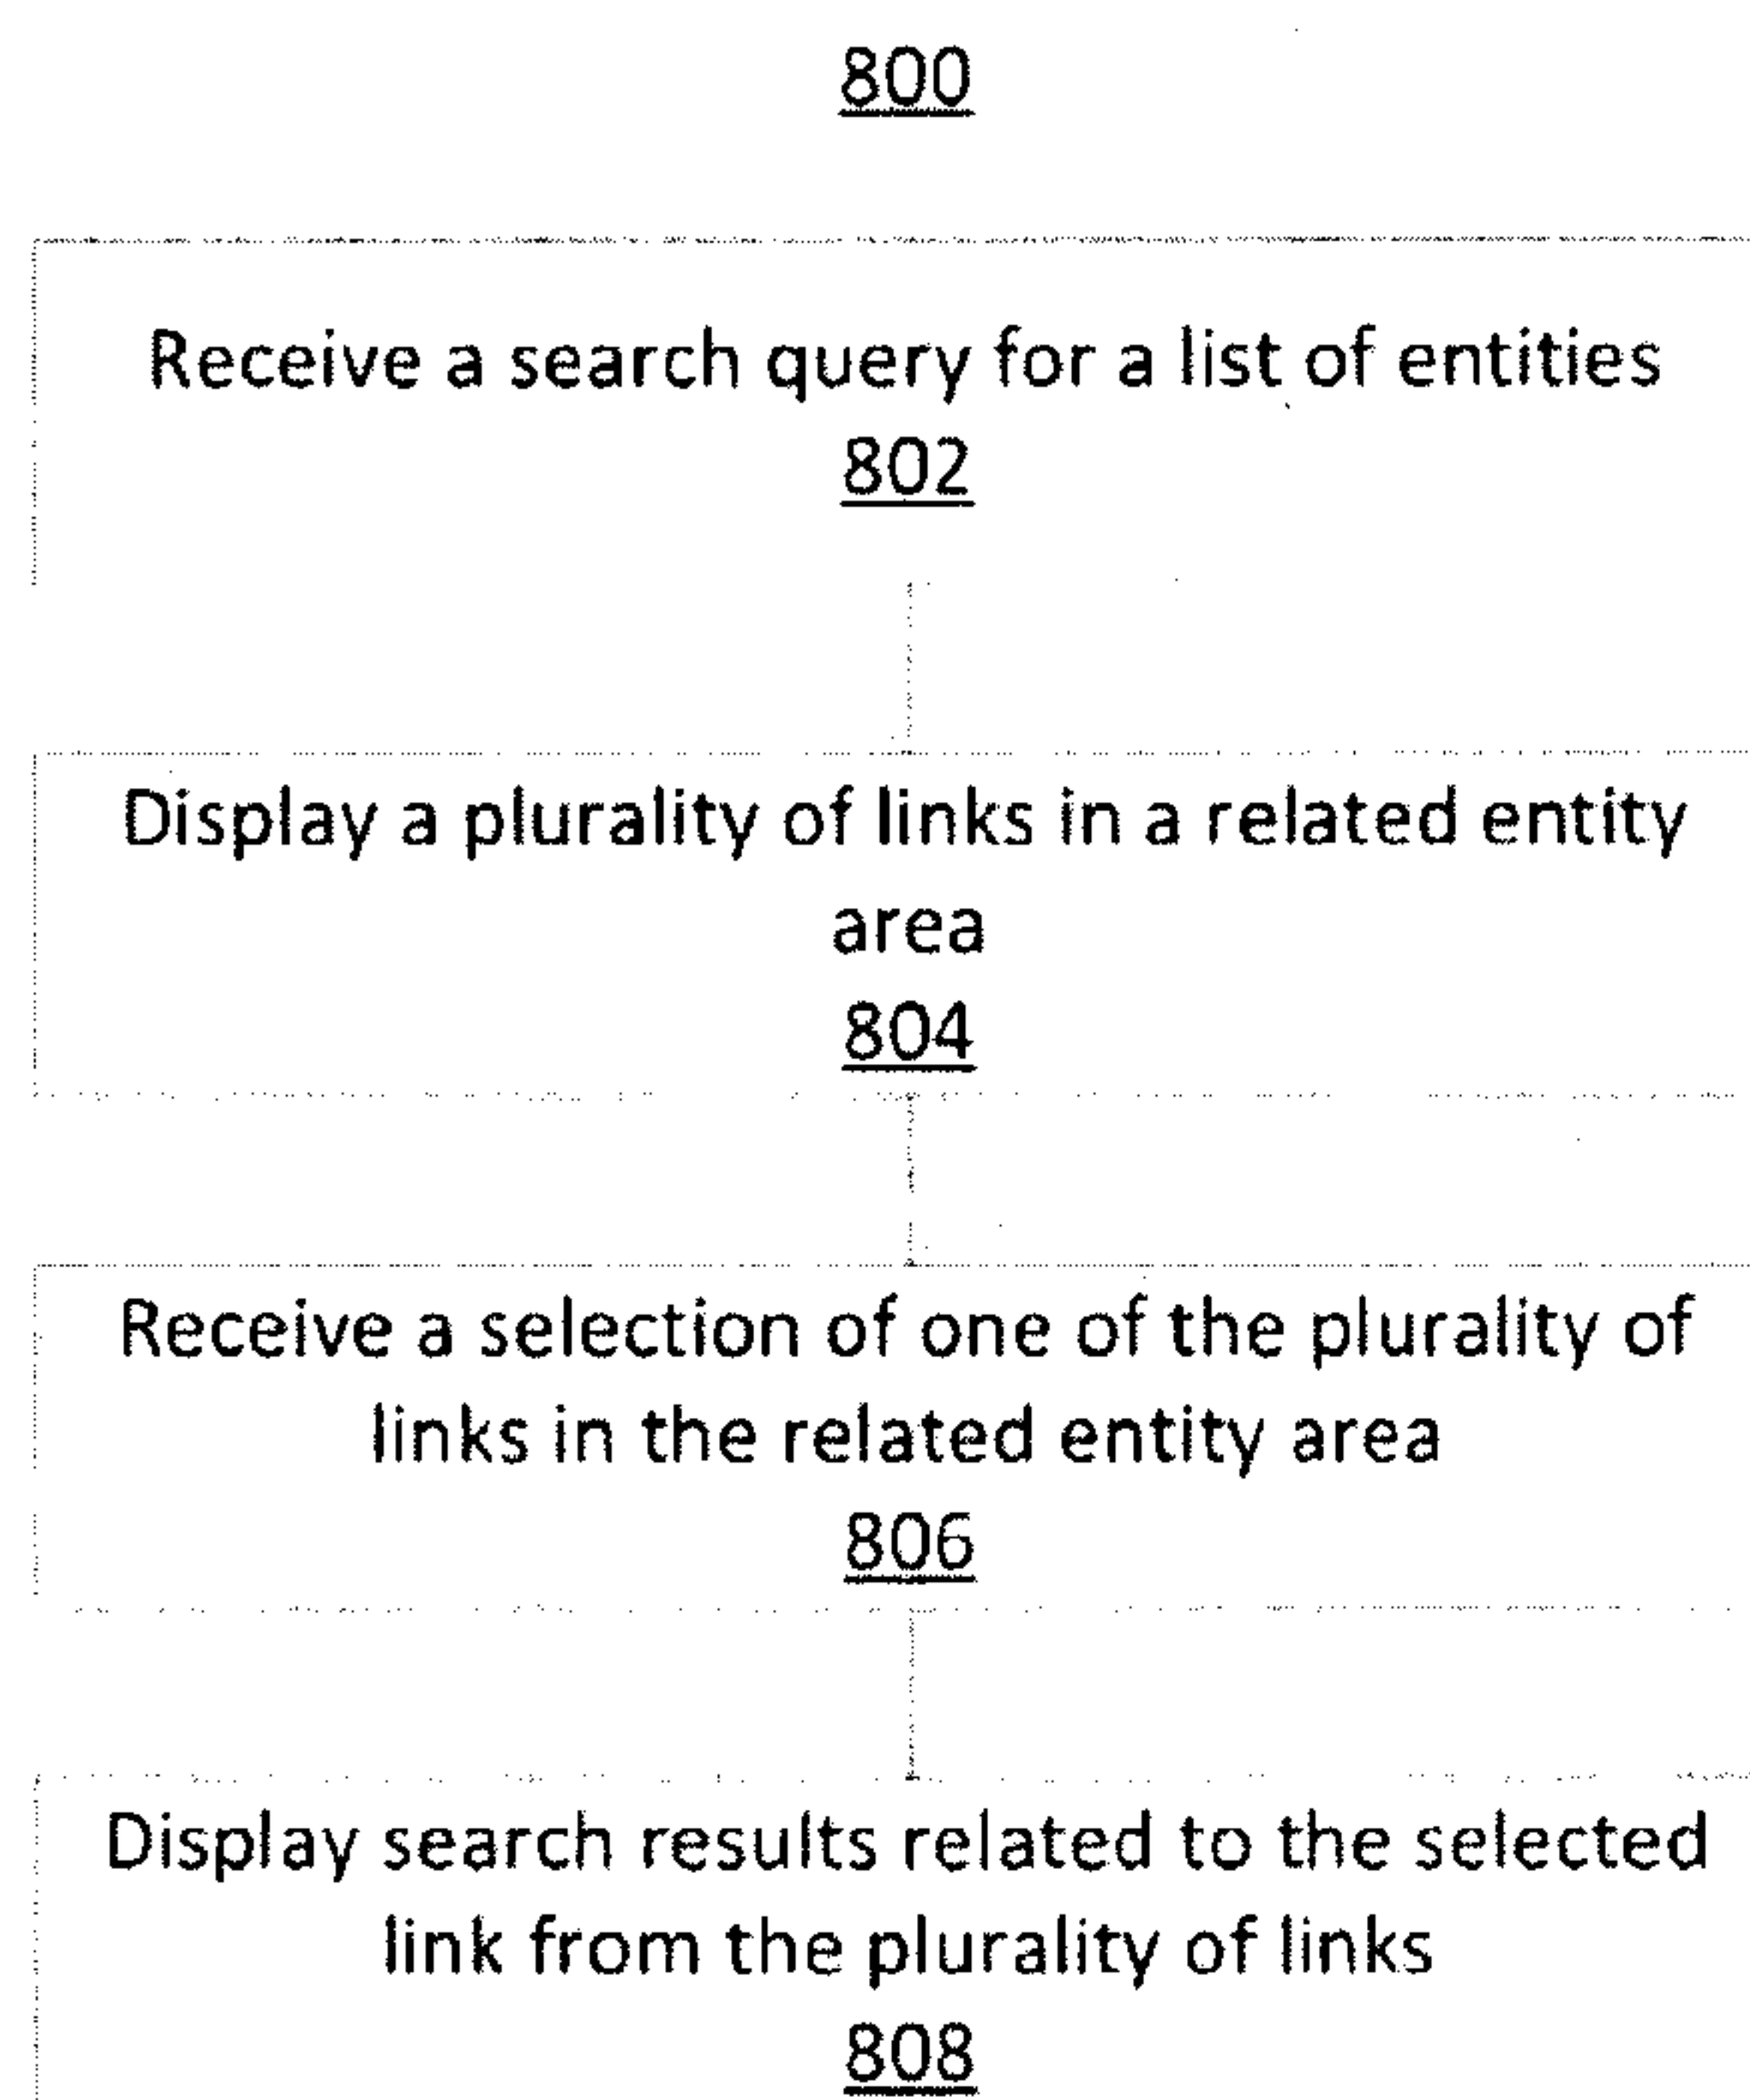 800
Receive a search query for a list of entities
802
Display a plurality of links in a related entity
area
804
Receive a selection of one of the plurality of
links in the related entity area
806
Display search results related to the selected
link from the plurality of links
808